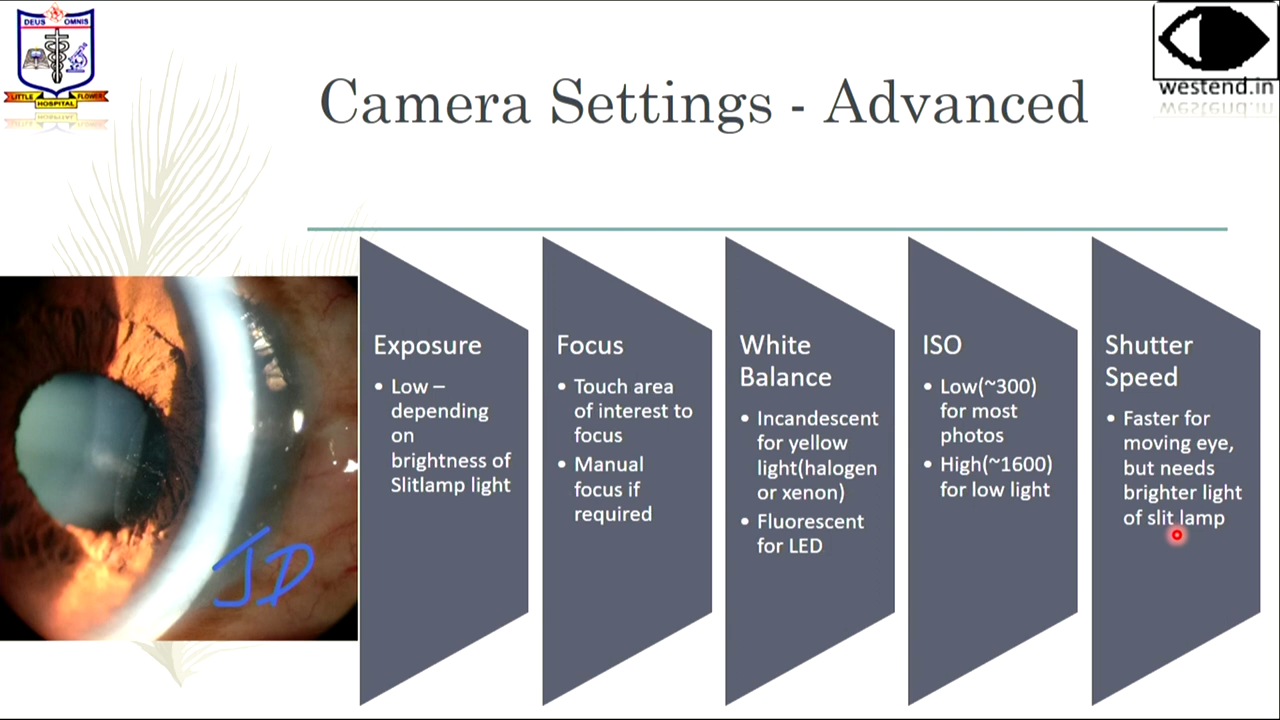 DEUS OMNIS
LITTLE FLOWER
HOSPITAL
westend.in
Camera Settings - Advanced
Exposure
• Low –
depending
on
brightness of
Slitlamp light
Focus
• Touch area
of interest to
focus
• Manual
focus if
required
White
Balance
• Incandescent
for yellow
light(halogen
or xenon)
• Fluorescent
for LED
ISO
• Low(~300)
for most
photos
• High(~1600)
for low light
Shutter
Speed
• Faster for
moving eye,
but needs
brighter light
of slit lamp
JD